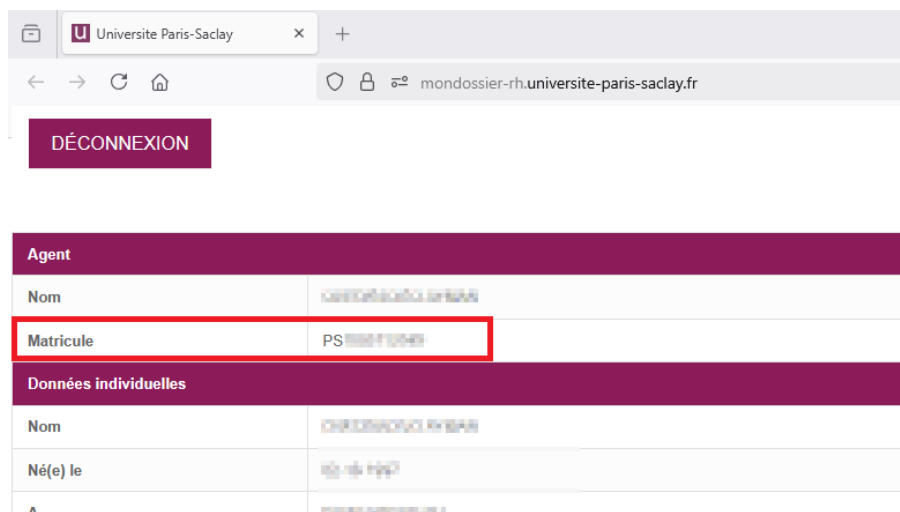 Universite Paris-Saclay
mondossier-rh.universite-paris-saclay.fr
DÉCONNEXION
Agent
Nom
Matricule PS
Données individuelles
Nom
Né(e) le